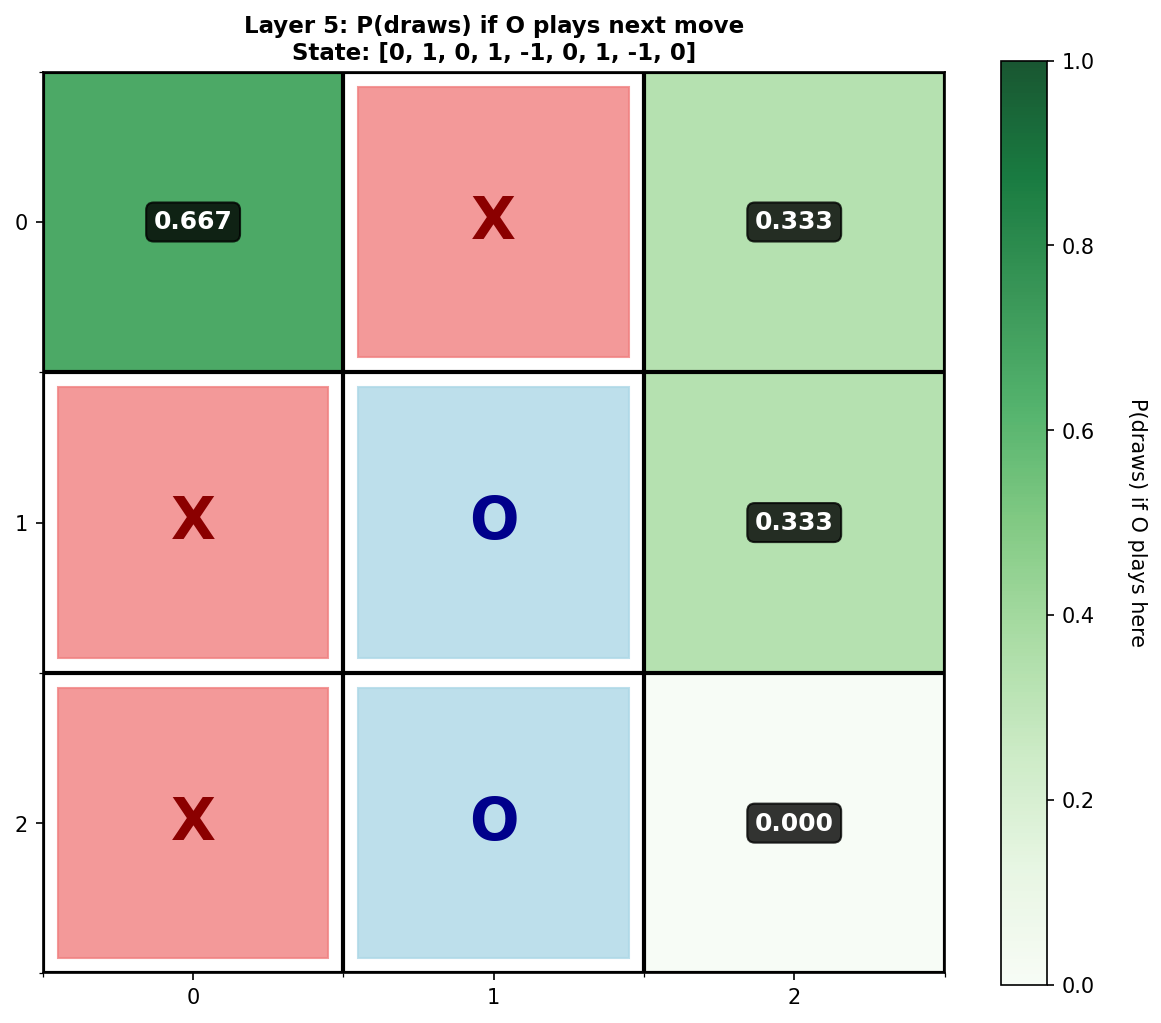 Layer 5: P(draws) if O plays next move
State: [0, 1, 0, 1, -1, 0, 1, -1, 0]
0
0.667
X
0.333
1
X
O
0.333
2
X
O
0.000
0
1
2
1.0
0.8
0.6
0.4
0.2
0.0
P(draws) if O plays here